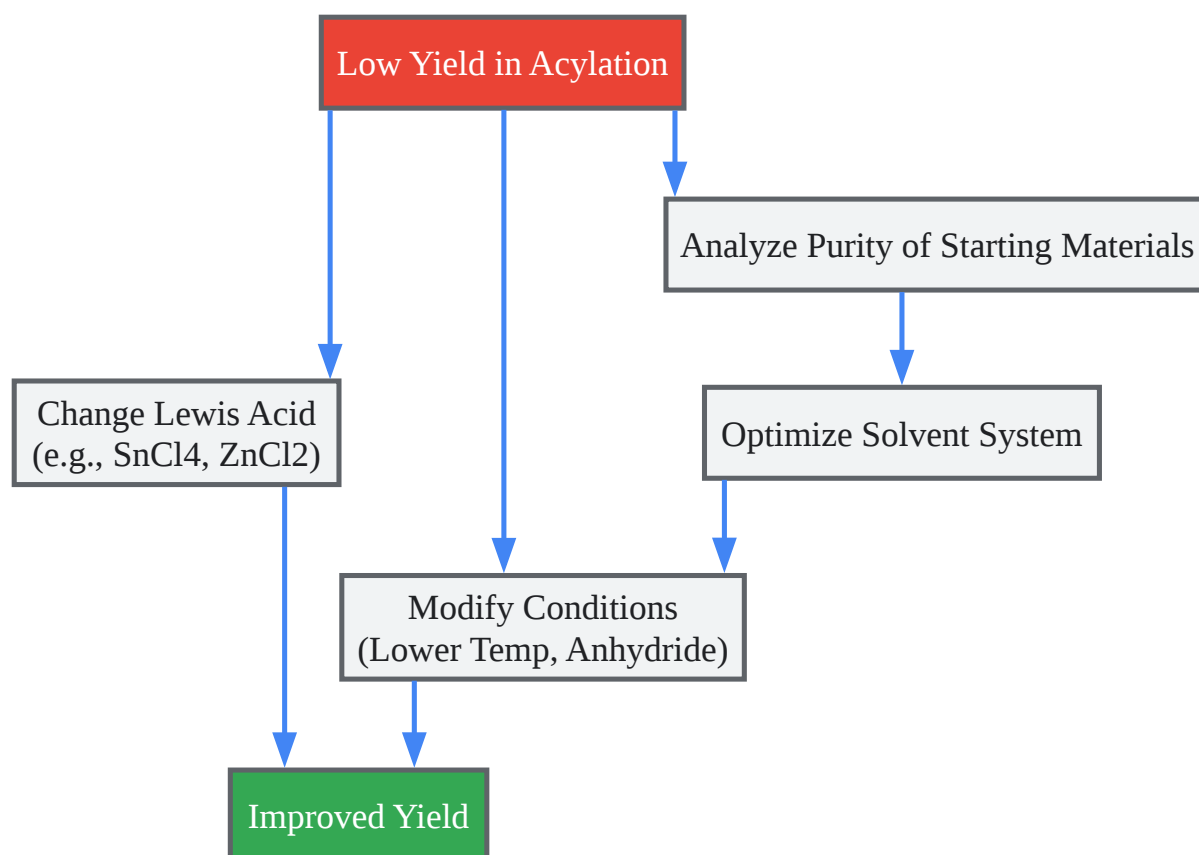 Low Yield in Acylation
Analyze Purity of Starting Materials
Change Lewis Acid
(e.g., SnCl4, ZnCl2)
Optimize Solvent System
Modify Conditions
(Lower Temp, Anhydride)
Improved Yield